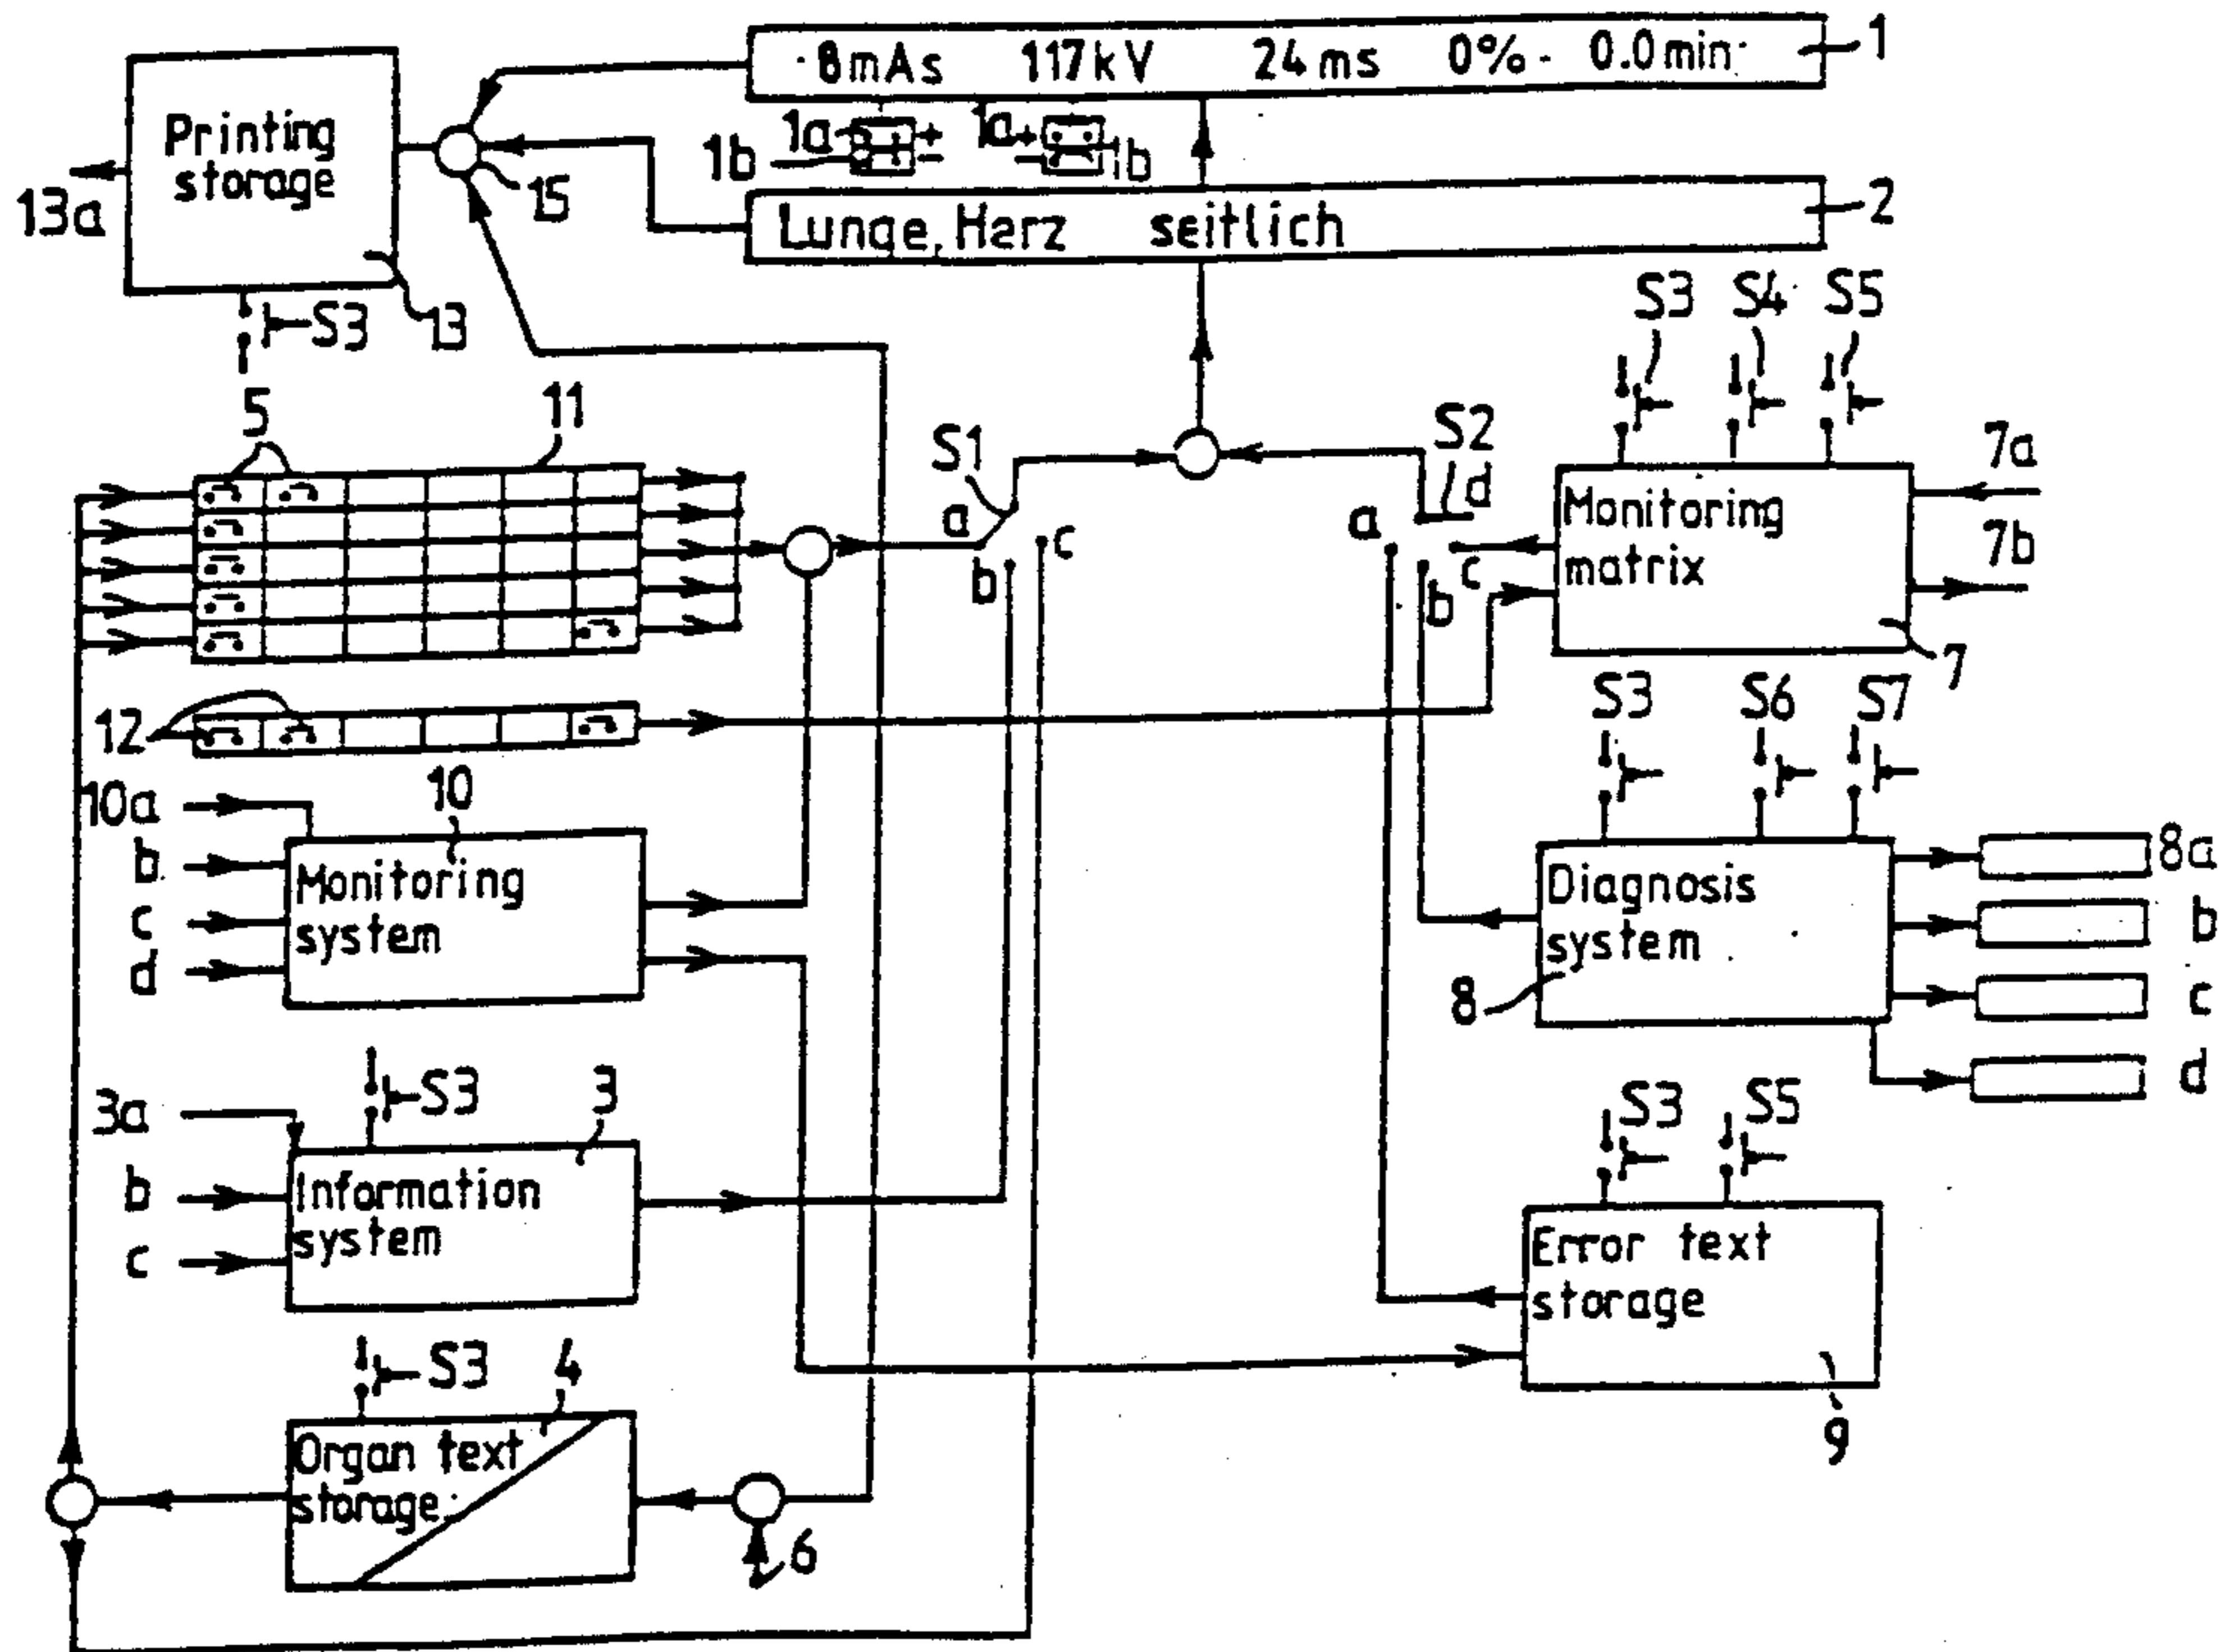 8mAs 117kV 24ms 0% 0.0min
1
Printing
storage
13a
15
1a
+
-
1b
1a
+
-
1b
Lunge, Harz seitlich
2
S3
13
S3 S4 S5
5
11
S1
a
b
c
S2
a
b
c
d
Monitoring
matrix
7a
7b
7
12
10a
b
c
d
10
Monitoring
system
S3 S6 S7
Diagnosis
system
8
8a
b
c
d
3a
b
c
S3
3
Information
system
S3 S5
Error text
storage
9
S3
4
Organ text
storage
6